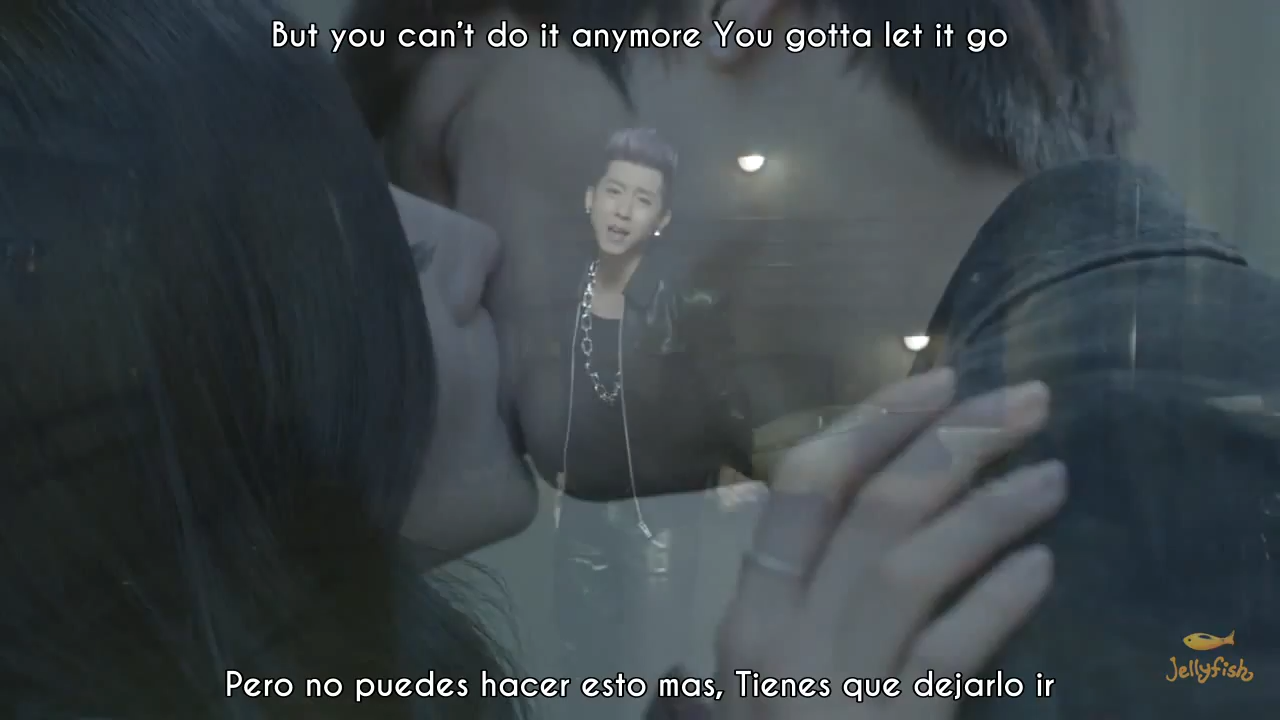 But you can't do it anymore You gotta let it go
Pero no puedes hacer esto mas, Tienes que dejarlo ir
Jellyfish